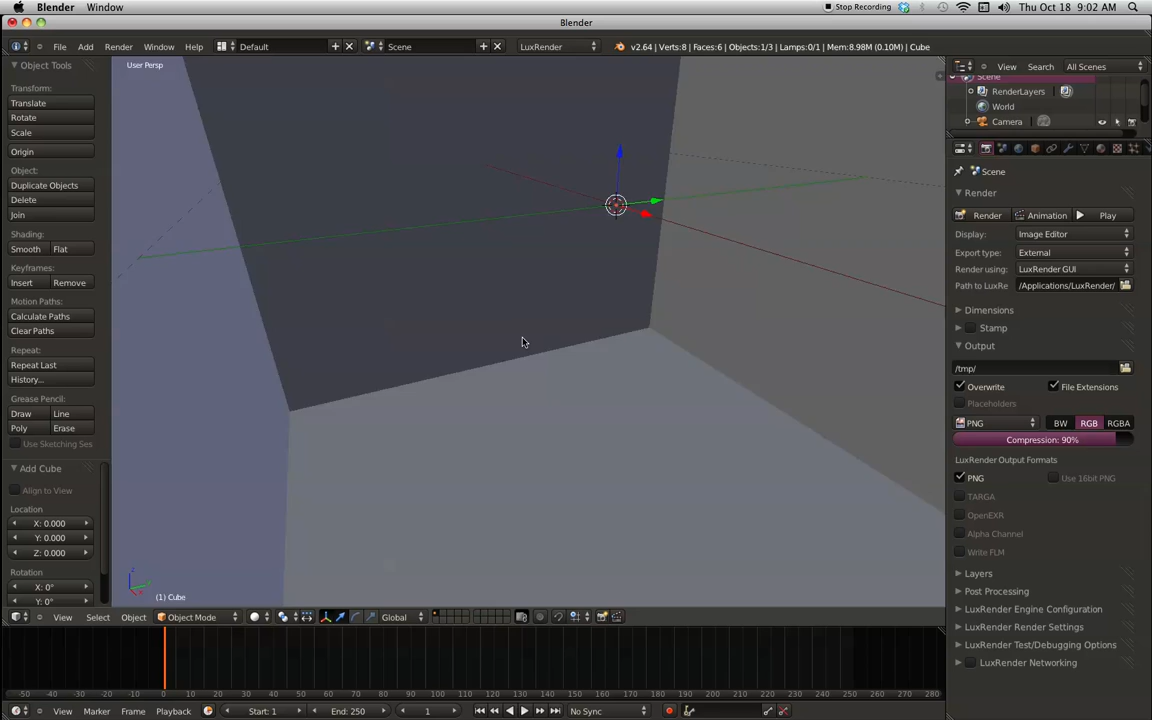 Blender Window Stop Recording Thu Oct 18 9:02 AM
Blender
File Add Render Window Help Default Scene LuxRender v2.64 | Verts:8 | Faces:6 | Objects:1/3 | Lamps:0/1 | Mem:8.98M (0.10M) | Cube
Object Tools
Transform:
Translate
Rotate
Scale
Origin
Object:
Duplicate Objects
Delete
Join
Shading:
Smooth Flat
Keyframes:
Insert Remove
Motion Paths:
Calculate Paths
Clear Paths
Repeat:
Repeat Last
History...
Grease Pencil:
Draw Line
Poly Erase
Use Sketching Ses
Add Cube
Align to View
Location
X: 0.000
Y: 0.000
Z: 0.000
Rotation
X: 0°
Y: 0°
User Persp
(1) Cube
View Select Object Object Mode Global
-50 -40 -30 -20 -10 0 10 20 30 40 50 60 70 80 90 100 110 120 130 140 150 160 170 180 190 200 210 220 230 240 250 260 270 280
View Marker Frame Playback Start: 1 End: 250 1 No Sync
View Search All Scenes
Scene
RenderLayers
World
Camera
Scene
Render
Render Animation Play
Display: Image Editor
Export type: External
Render using: LuxRender GUI
Path to LuxRe /Applications/LuxRender/
Dimensions
Stamp
Output
/tmp/
Overwrite File Extensions
Placeholders
PNG BW RGB RGBA
Compression: 90%
LuxRender Output Formats
PNG Use 16bit PNG
TARGA
OpenEXR
Alpha Channel
Write FLM
Layers
Post Processing
LuxRender Engine Configuration
LuxRender Render Settings
LuxRender Test/Debugging Options
LuxRender Networking